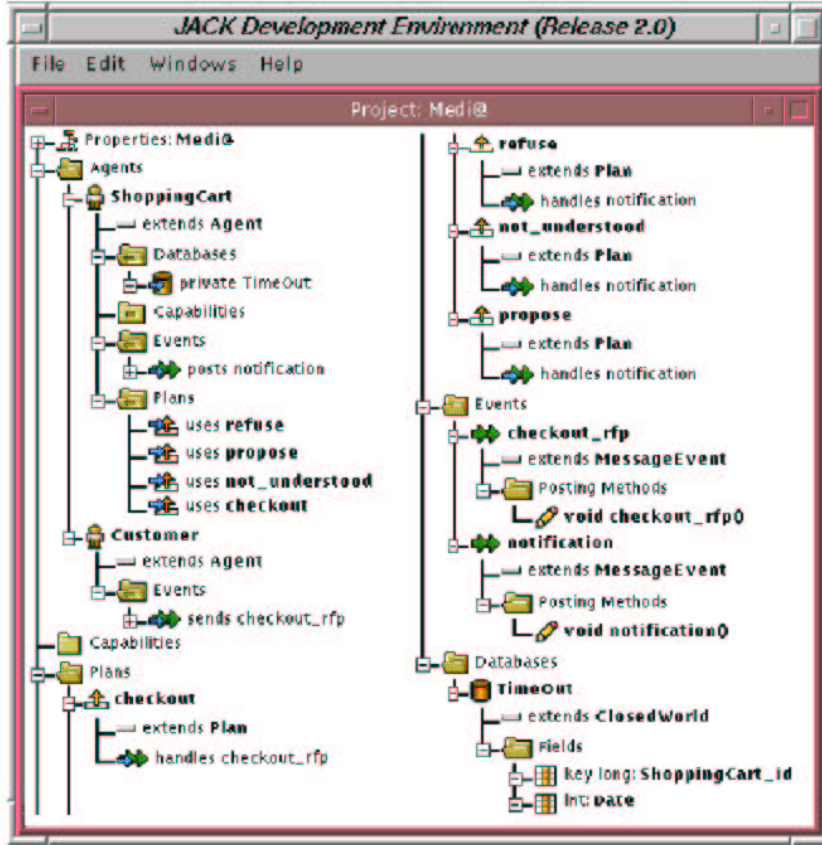 JACK Development Environment (Release 2.0)
File Edit Windows Help
Project: Medi@
Properties: Medi@
Agents
ShoppingCart
extends Agent
Databases
private TimeOut
Capabilities
Events
posts notification
Plans
uses refuse
uses propose
uses not_understood
uses checkout
Customer
extends Agent
Events
sends checkout_rfp
Capabilities
Plans
checkout
extends Plan
handles checkout_rfp
refuse
extends Plan
handles notification
not_understood
extends Plan
handles notification
propose
extends Plan
handles notification
Events
checkout_rfp
extends MessageEvent
Posting Methods
void checkout_rfp()
notification
extends MessageEvent
Posting Methods
void notification()
Databases
TimeOut
extends ClosedWorld
Fields
key long: ShoppingCart_id
Int: Date